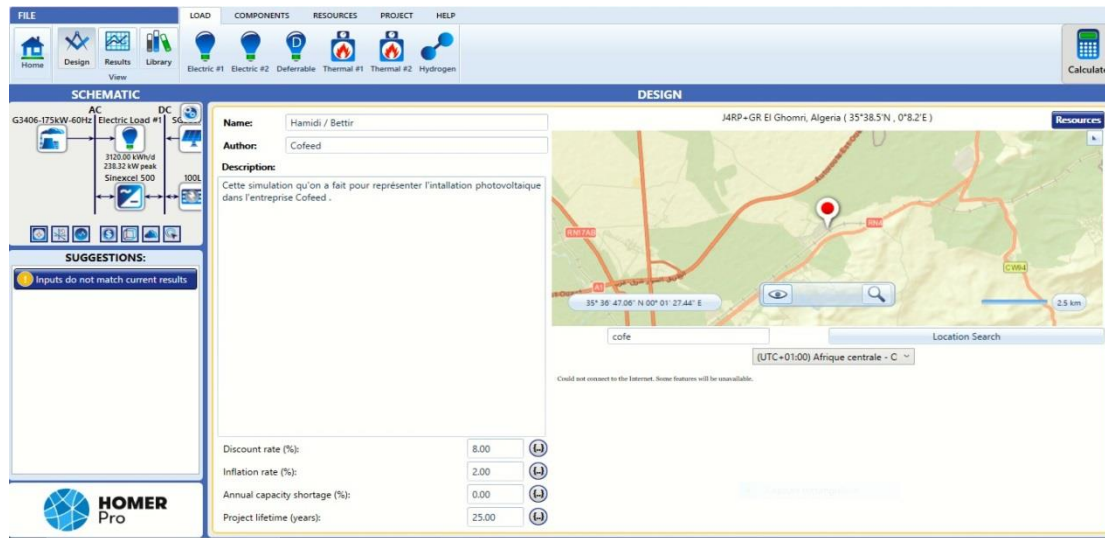 FILE
LOAD COMPONENTS RESOURCES PROJECT HELP
Home
Design
Results
Library
View
Electric #1
Electric #2
D
Deferrable
Thermal #1
Thermal #2
Hydrogen
Calculate
SCHEMATIC
DESIGN
AC DC
G3406-175kW-60Hz Electric Load #1
3120.00 kWh/d
238.32 kW peak
Sinexcel 500 100L
SUGGESTIONS:
Inputs do not match current results
HOMER
Pro
Name: Hamidi / Bettir
Author: Cofeed
Description:
Cette simulation qu'on a fait pour représenter l'intallation photovoltaique
dans l'entreprise Cofeed .
Discount rate (%): 8.00 {..}
Inflation rate (%): 2.00 {..}
Annual capacity shortage (%): 0.00 {..}
Project lifetime (years): 25.00 {..}
J4RP+GR El Ghomri, Algeria ( 35°38.5'N , 0°8.2'E )
Resources
RN17AB
RN4
CW94
A1
35° 36' 47.06" N 00° 01' 27.44" E
2.5 km
cofe
Location Search
(UTC+01:00) Afrique centrale - C
Could not connect to the Internet. Some features will be unavailable.